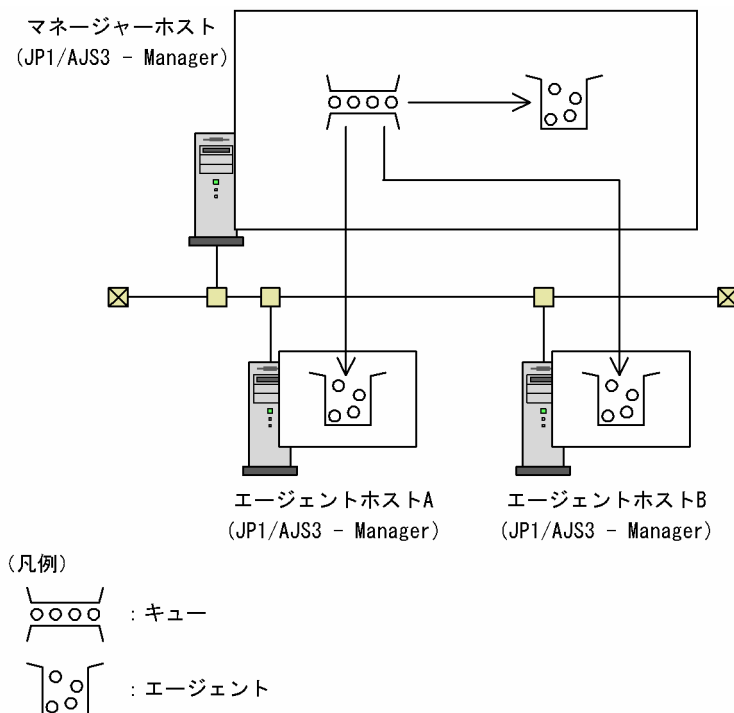 マネージャーホスト
(JP1/AJS3 - Manager)
エージェントホストA
(JP1/AJS3 - Manager)
エージェントホストB
(JP1/AJS3 - Manager)
(凡例)
:キュー
:エージェント